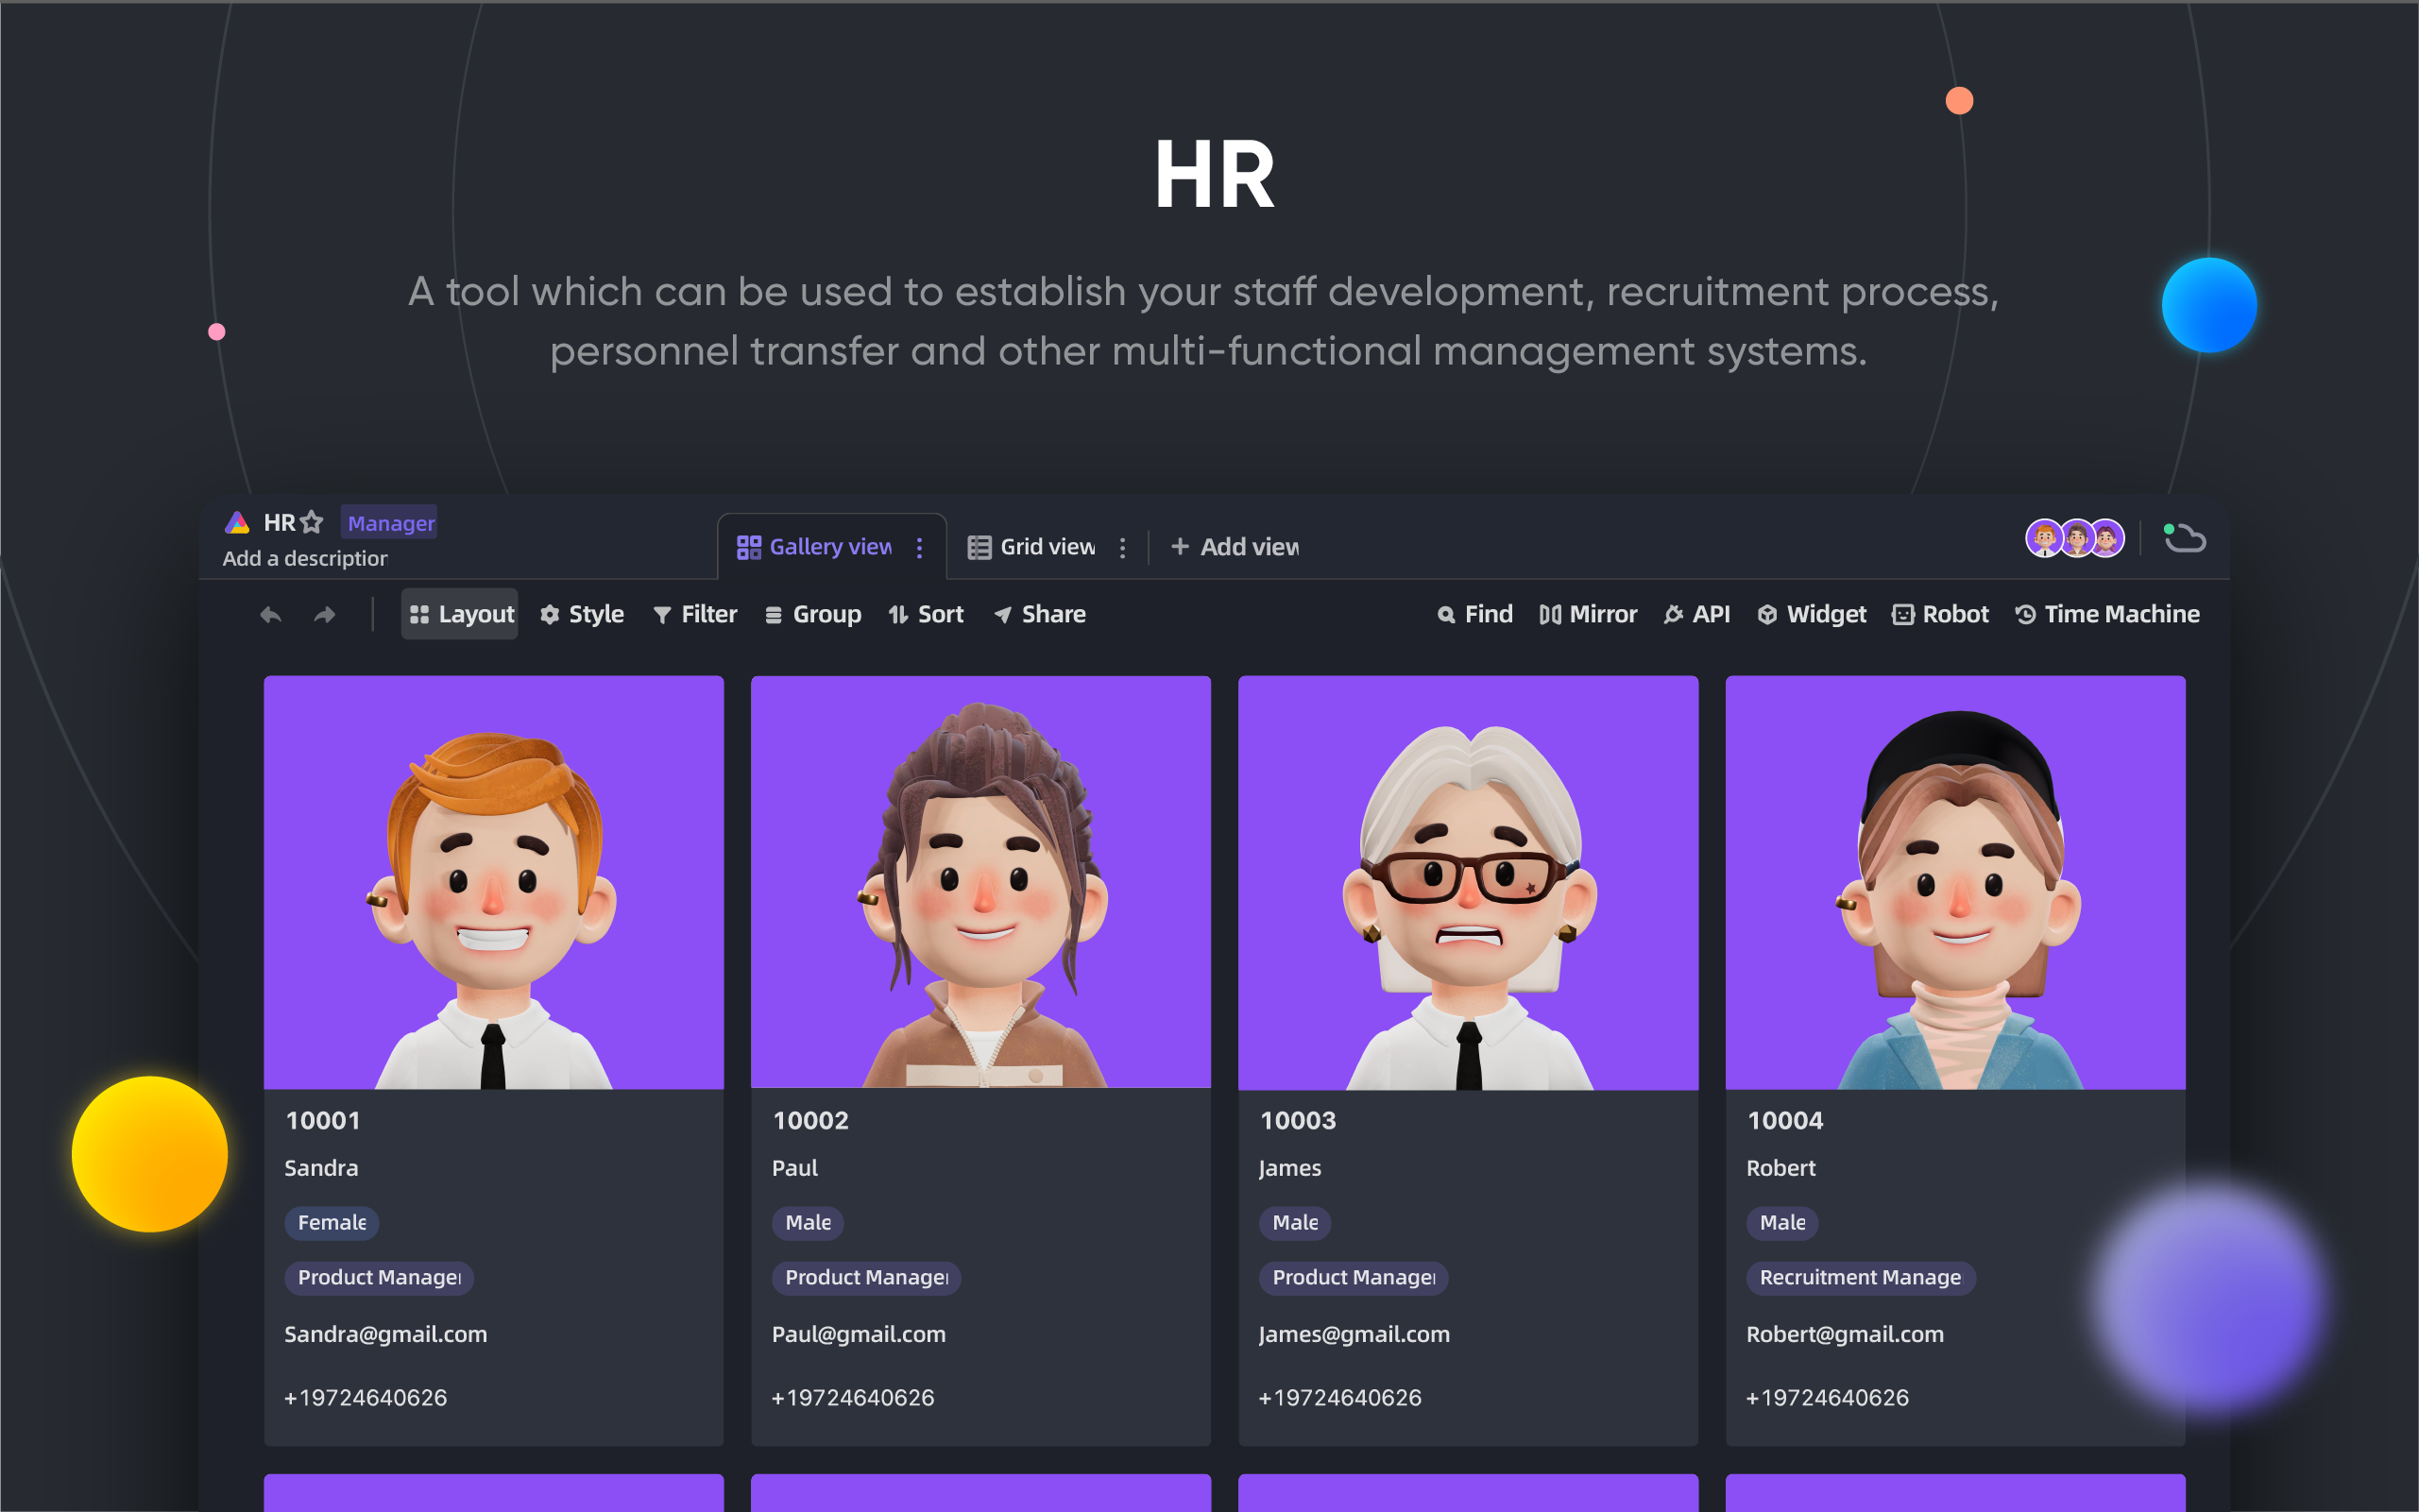 HR
A tool which can be used to establish your staff development, recruitment process,
personnel transfer and other multi-functional management systems.
HR Manager
Add a description
Gallery view Grid view + Add view
Layout Style Filter Group Sort Share Find Mirror API Widget Robot Time Machine
10001 10002 10003 10004
Sandra Paul James Robert
Female Male Male Male
Product Manager Product Manager Product Manager Recruitment Manage
Sandra@gmail.com Paul@gmail.com James@gmail.com Robert@gmail.com
+19724640626 +19724640626 +19724640626 +19724640626